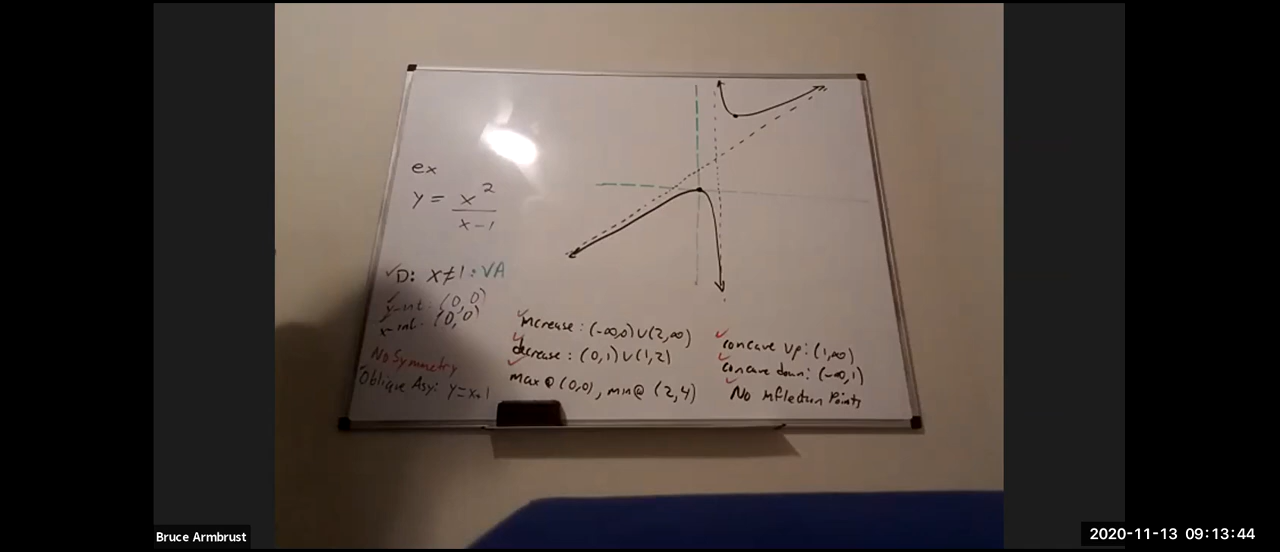 ex
y = x²
x-1
D: x≠1 : VA
y-int. (0,0)
x-int. (0,0)
No Symmetry
Oblique Asy: y=x+1
increase: (-∞,0)∪(2,∞)
decrease: (0,1)∪(1,2)
max@(0,0), min@ (2,4)
concave up: (1,∞)
concave down: (-∞,1)
No inflection Points
Bruce Armbrust
2020-11-13 09:13:44